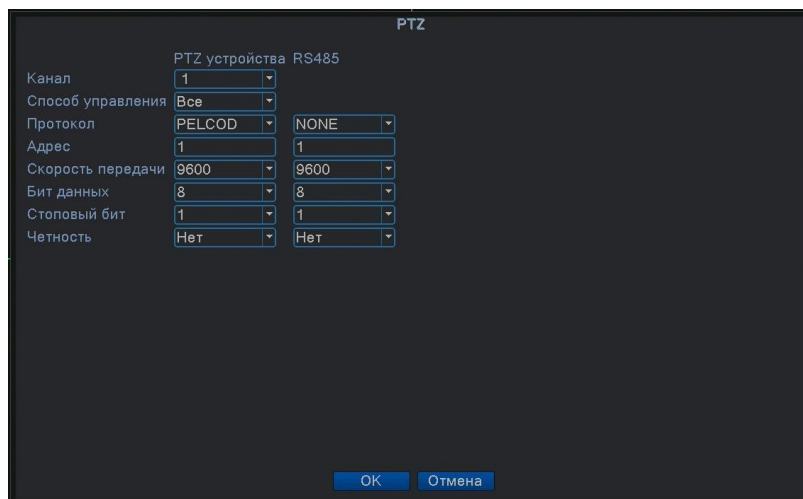 PTZ
PTZ устройства RS485
Канал 1
Способ управления Все
Протокол PELCOD NONE
Адрес 1 1
Скорость передачи 9600 9600
Бит данных 8 8
Стоповый бит 1 1
Четность Нет Нет
OK Отмена